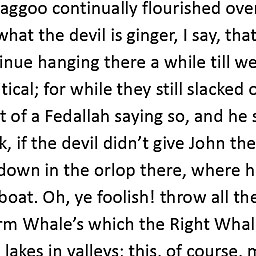 aggoo continually flourished over
what the devil is ginger, I say, that
inue hanging there a while till we
tical; for while they still slacked o
t of a Fedallah saying so, and he s
k, if the devil didn’t give John the
down in the orlop there, where h
boat. Oh, ye foolish! throw all the
rm Whale’s which the Right Whal
lakes in valleys; this, of course, m